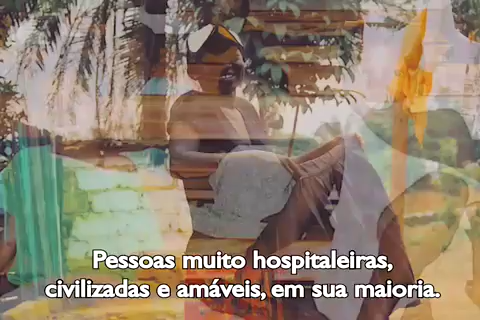 Pessoas muito hospitaleiras,
civilizadas e amáveis, em sua maioria.